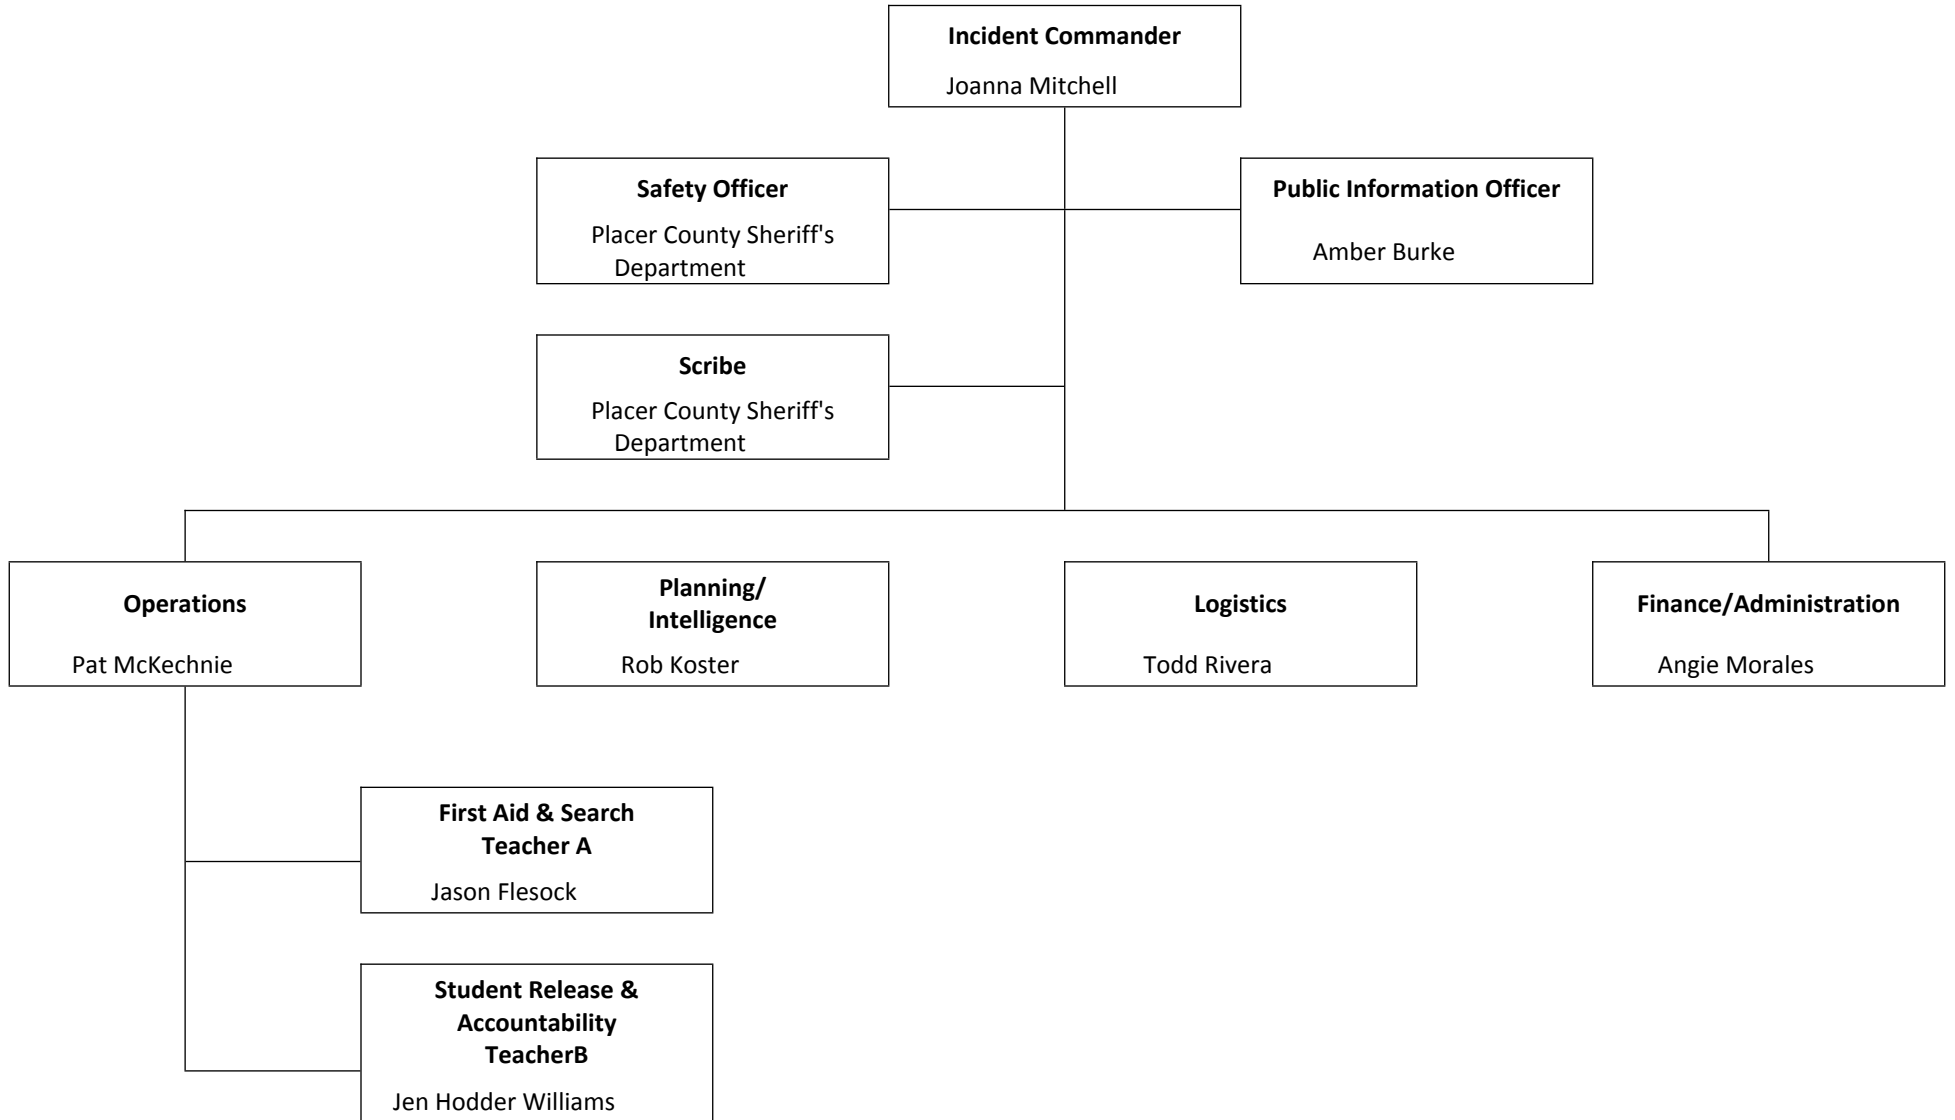 Incident Commander
Joanna Mitchell
Safety Officer
Placer County Sheriff's
Department
Public Information Officer
Amber Burke
Scribe
Placer County Sheriff's
Department
Operations
Pat McKechnie
Planning/
Intelligence
Rob Koster
Logistics
Todd Rivera
Finance/Administration
Angie Morales
First Aid & Search
Teacher A
Jason Flesock
Student Release &
Accountability
TeacherB
Jen Hodder Williams